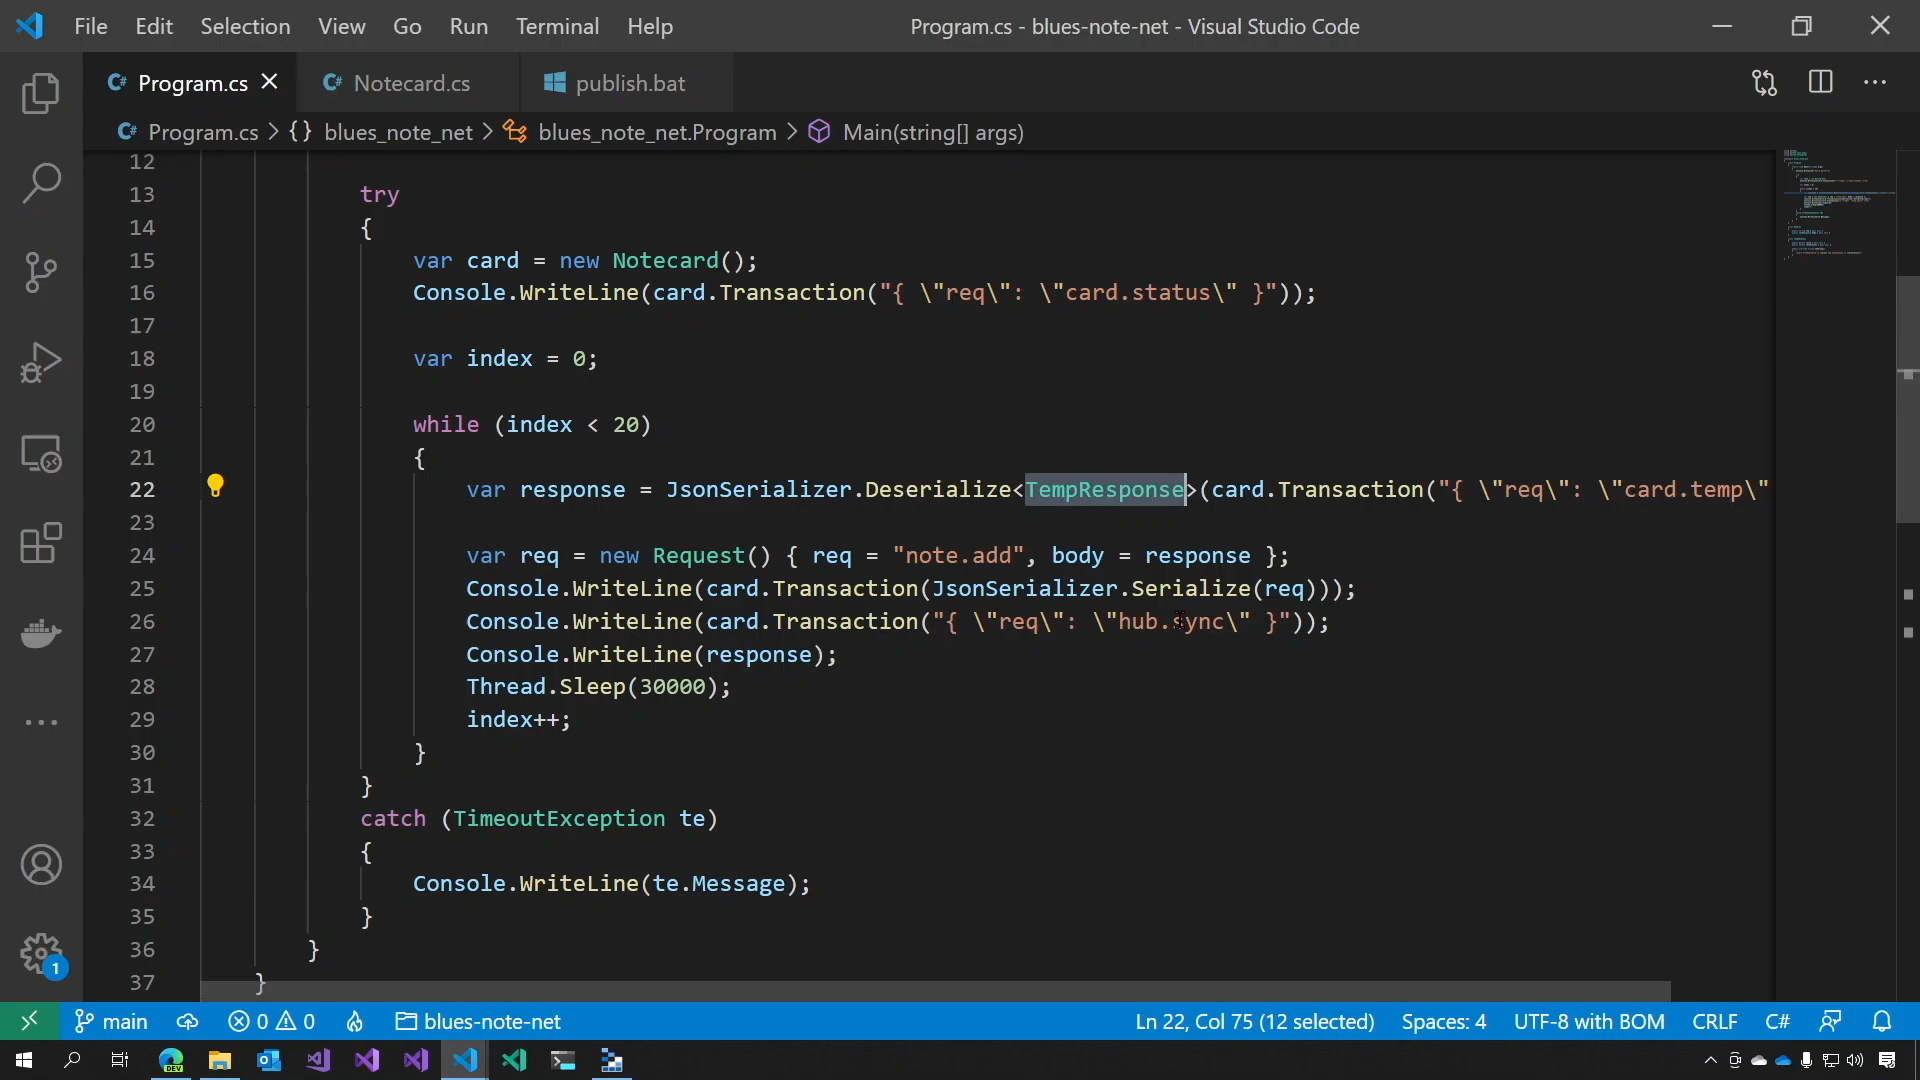 File Edit Selection View Go Run Terminal Help
Program.cs - blues-note-net - Visual Studio Code
Program.cs Notecard.cs publish.bat
Program.cs > {} blues_note_net > blues_note_net.Program > Main(string[] args)
12
13 try
14 {
15 var card = new Notecard();
16 Console.WriteLine(card.Transaction("{ \"req\": \"card.status\" }"));
17
18 var index = 0;
19
20 while (index < 20)
21 {
22 var response = JsonSerializer.Deserialize<TempResponse>(card.Transaction("{ \"req\": \"card.temp\"
23
24 var req = new Request() { req = "note.add", body = response };
25 Console.WriteLine(card.Transaction(JsonSerializer.Serialize(req)));
26 Console.WriteLine(card.Transaction("{ \"req\": \"hub.sync\" }"));
27 Console.WriteLine(response);
28 Thread.Sleep(30000);
29 index++;
30 }
31 }
32 catch (TimeoutException te)
33 {
34 Console.WriteLine(te.Message);
35 }
36 }
37 }
1
main 0 0 blues-note-net Ln 22, Col 75 (12 selected) Spaces: 4 UTF-8 with BOM CRLF C#
DEV